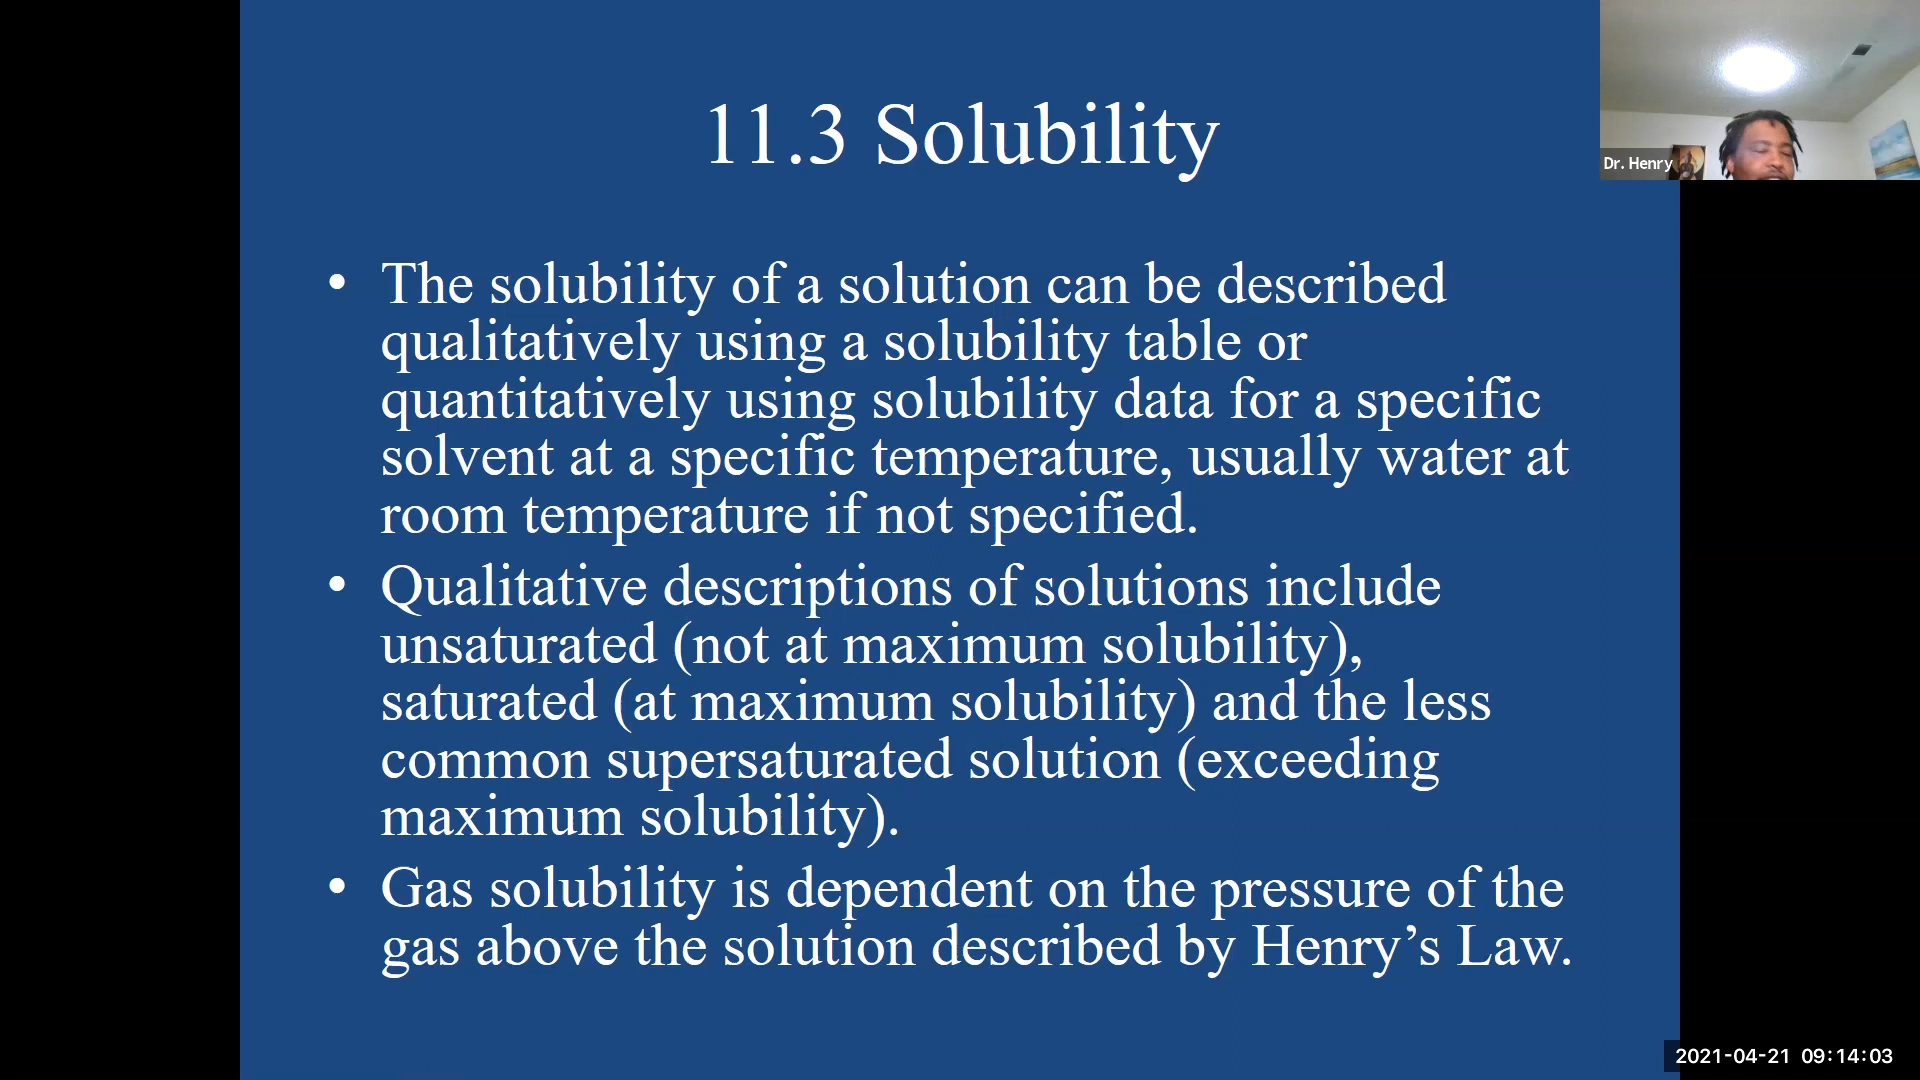 11.3 Solubility
Dr. Henry
• The solubility of a solution can be described
qualitatively using a solubility table or
quantitatively using solubility data for a specific
solvent at a specific temperature, usually water at
room temperature if not specified.
• Qualitative descriptions of solutions include
unsaturated (not at maximum solubility),
saturated (at maximum solubility) and the less
common supersaturated solution (exceeding
maximum solubility).
• Gas solubility is dependent on the pressure of the
gas above the solution described by Henry’s Law.
2021-04-21 09:14:03